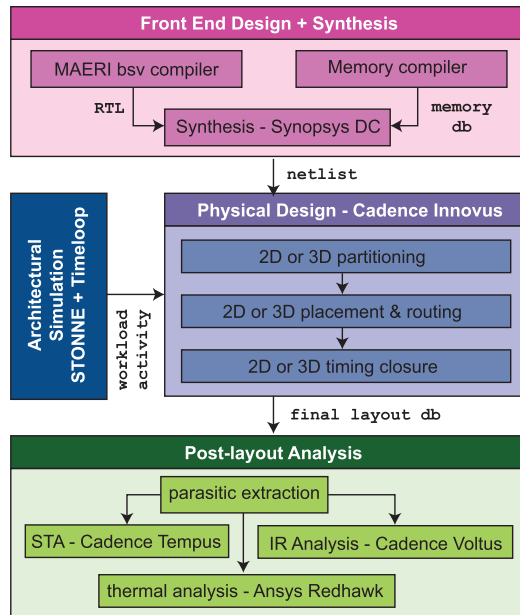 Front End Design + Synthesis
MAERI bsv compiler
Memory compiler
RTL
memory
db
Synthesis - Synopsys DC
netlist
Architectural
Simulation
STONNE + Timeloop
workload
activity
Physical Design - Cadence Innovus
2D or 3D partitioning
2D or 3D placement & routing
2D or 3D timing closure
final layout db
Post-layout Analysis
parasitic extraction
STA - Cadence Tempus
IR Analysis - Cadence Voltus
thermal analysis - Ansys Redhawk